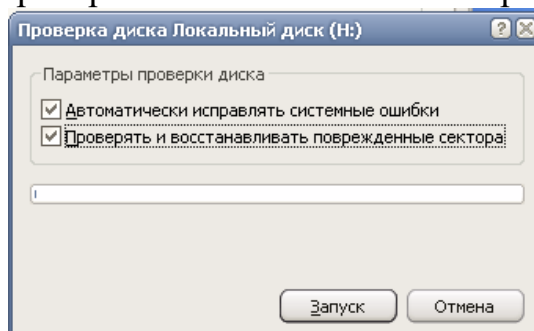 Проверка диска Локальный диск (H:)
Параметры проверки диска
Автоматически исправлять системные ошибки
Проверять и восстанавливать поврежденные сектора
Запуск
Отмена